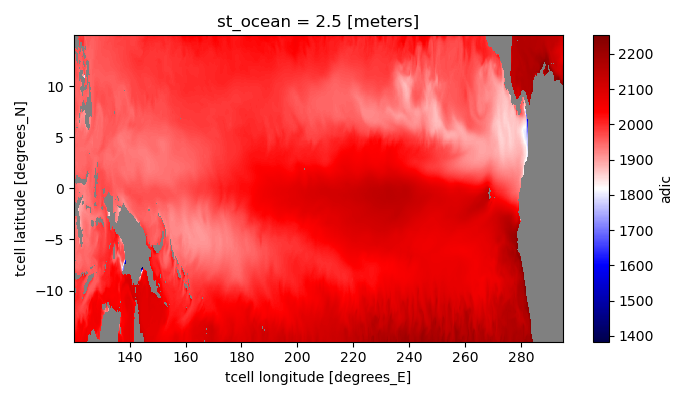 st_ocean = 2.5 [meters]
tcell latitude [degrees_N]
10
5
0
−5
−10
140 160 180 200 220 240 260 280
tcell longitude [degrees_E]
2200
2100
2000
1900
1800
1700
1600
1500
1400
adic